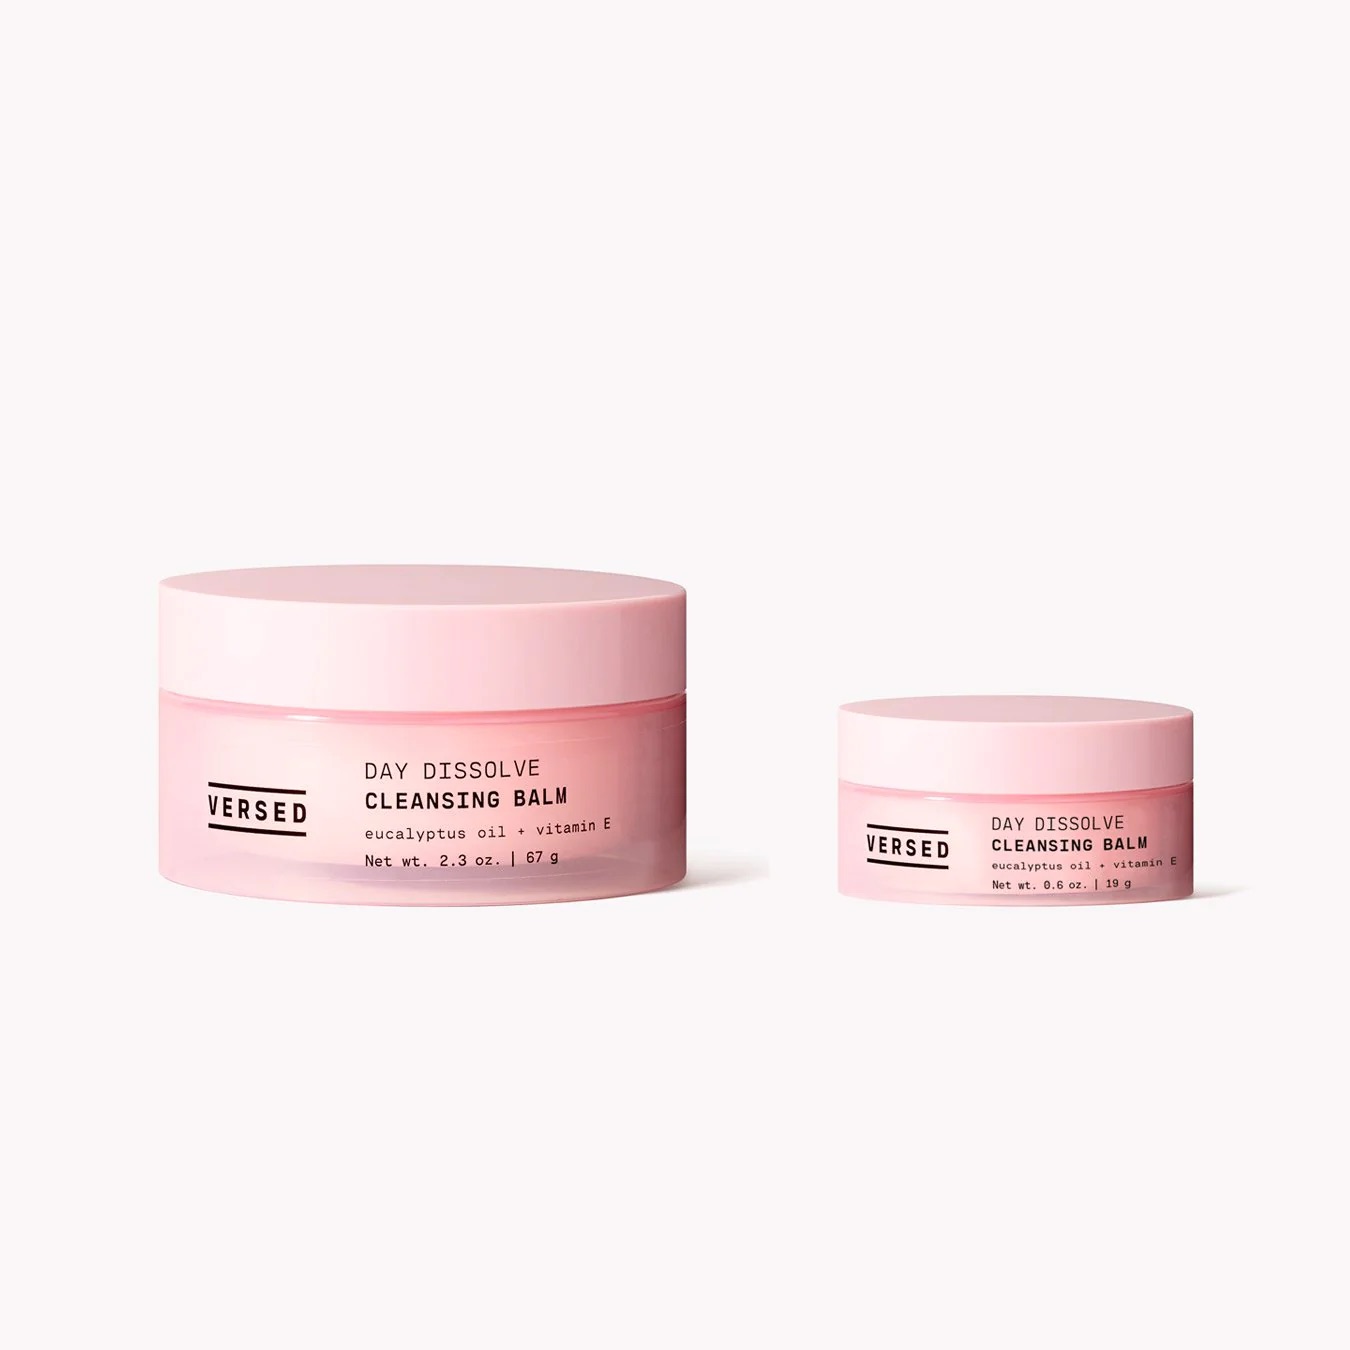 VERSED
DAY DISSOLVE
CLEANSING BALM
eucalyptus oil + vitamin E
Net wt. 2.3 oz. | 67 g
VERSED
DAY DISSOLVE
CLEANSING BALM
eucalyptus oil + vitamin E
Net wt. 0.6 oz. | 19 g